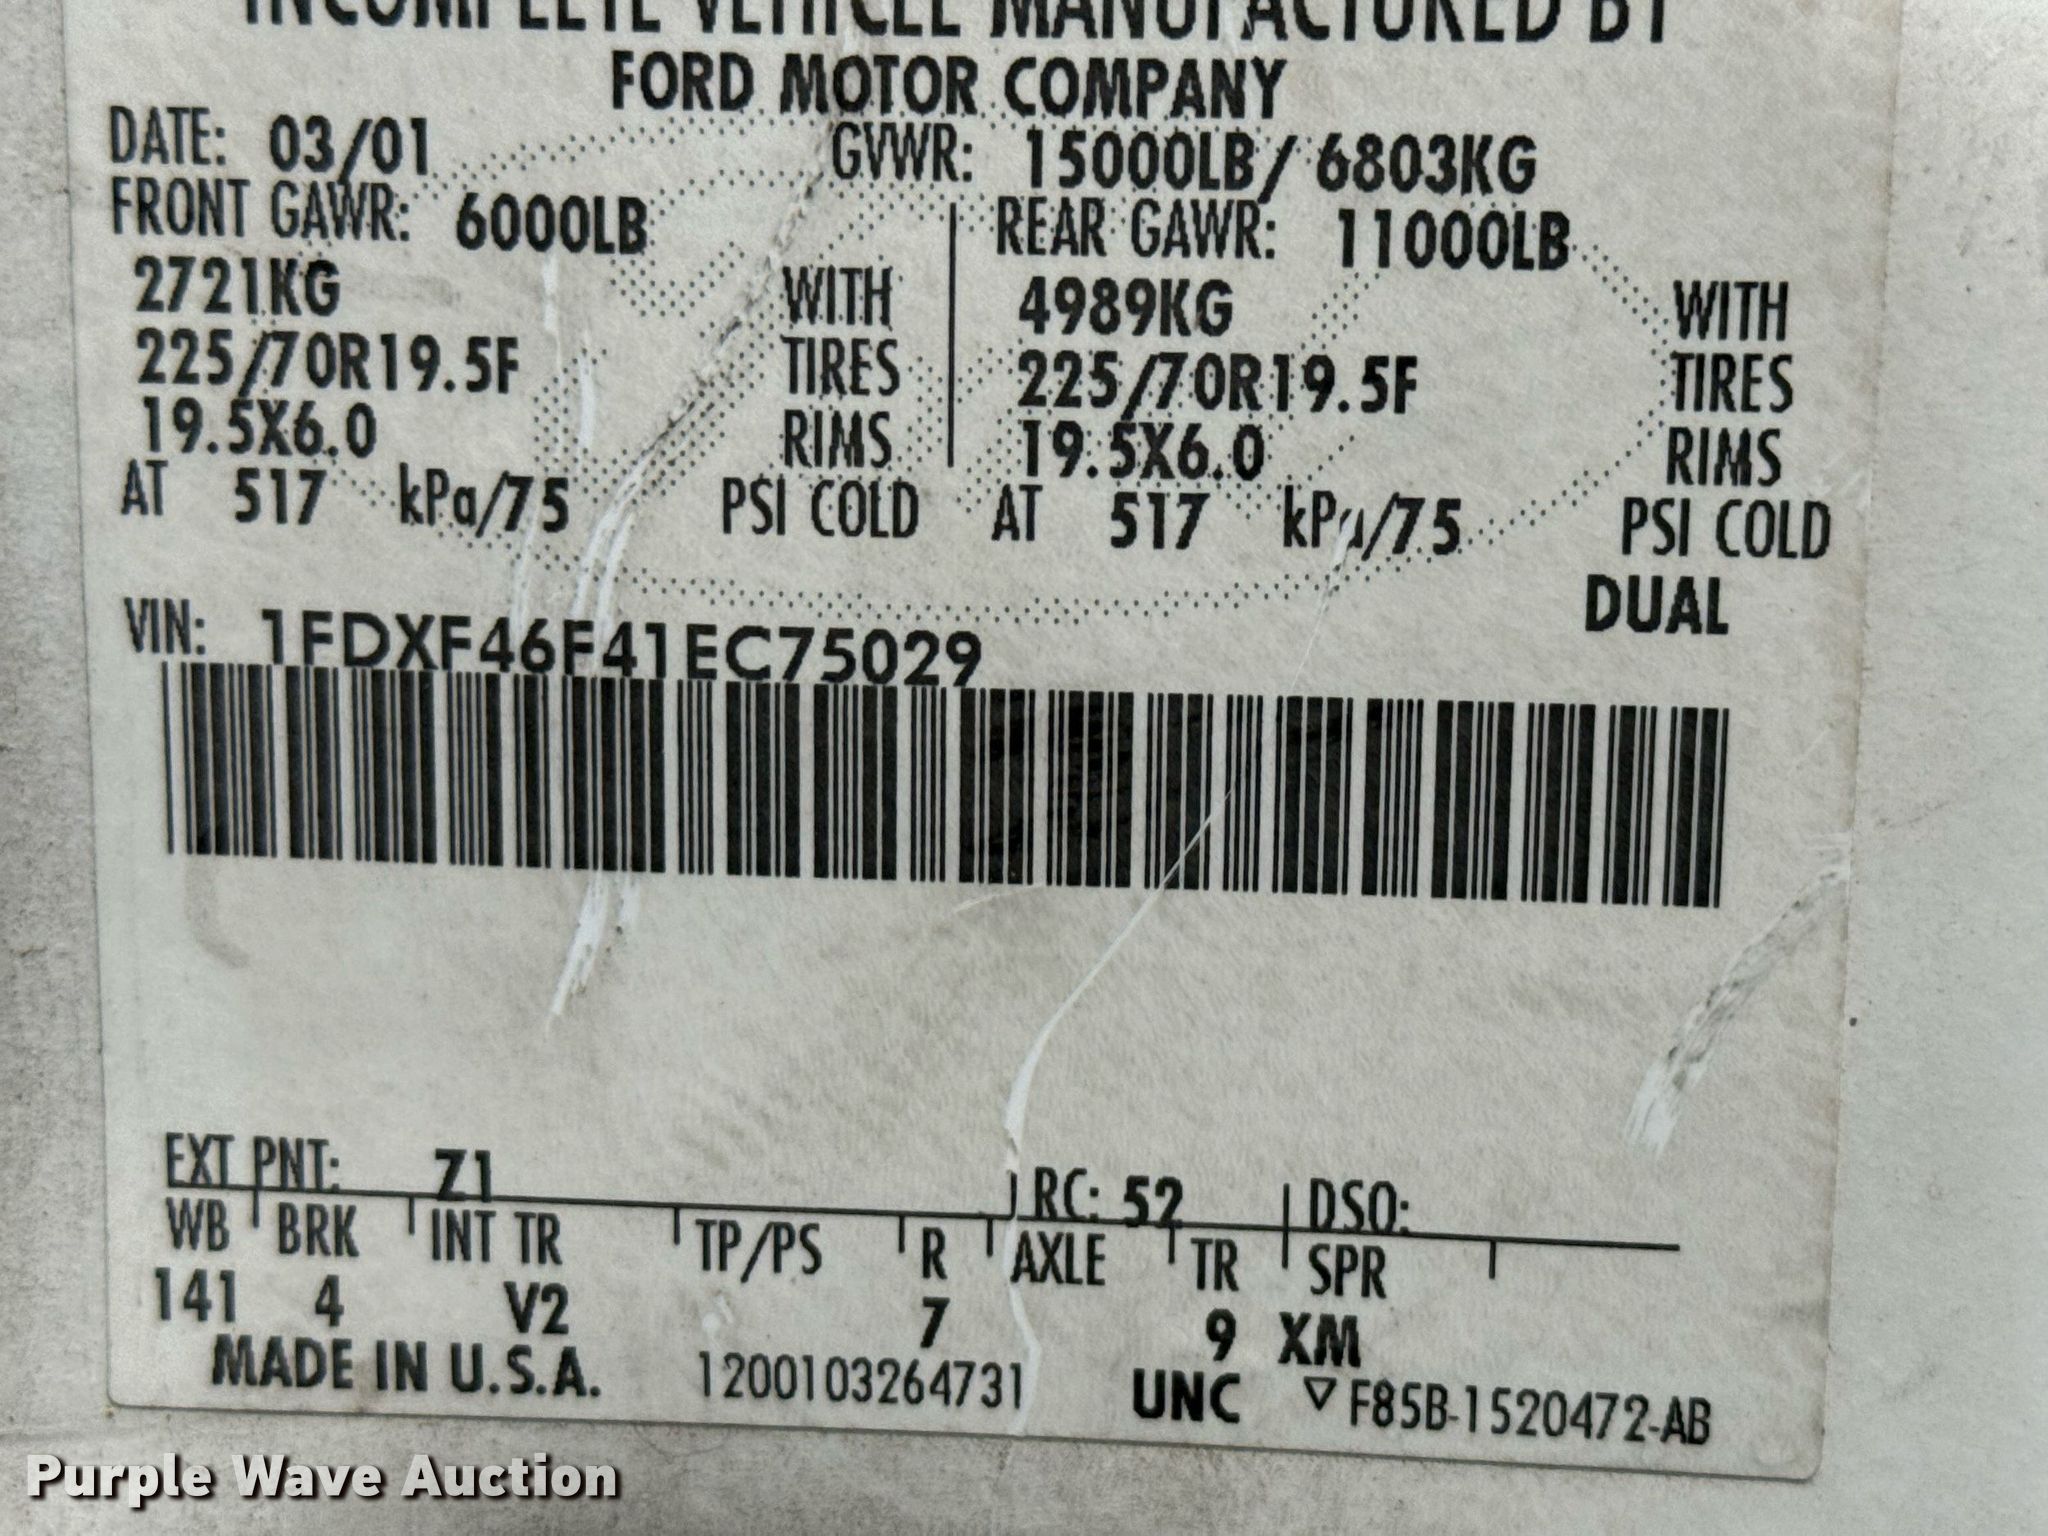 INCOMPLETE VEHICLE MANUFACTURED BY
FORD MOTOR COMPANY
DATE: 03/01 GVWR: 15000LB/ 6803KG
FRONT GAWR: 6000LB REAR GAWR: 11000LB
2721KG WITH 4989KG WITH
225/70R19.5F TIRES 225/70R19.5F TIRES
19.5X6.0 RIMS 19.5X6.0 RIMS
AT 517 kPa/75 PSI COLD AT 517 kPa/75 PSI COLD
DUAL
VIN: 1FDXF46F41EC75029
EXT PNT: Z1 RC: 52 DSO:
WB BRK INT TR TP/PS R AXLE TR SPR
141 4 V2 7 9 XM
MADE IN U.S.A. 1200103264731 UNC ▽ F85B-1520472-AB
Purple Wave Auction